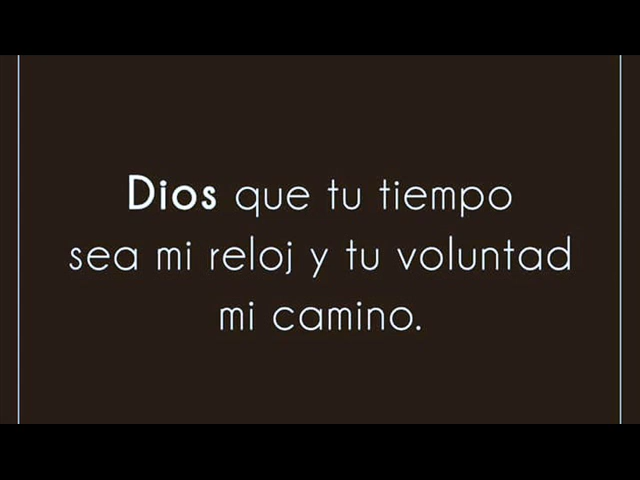 Dios que tu tiempo
sea mi reloj y tu voluntad
mi camino.